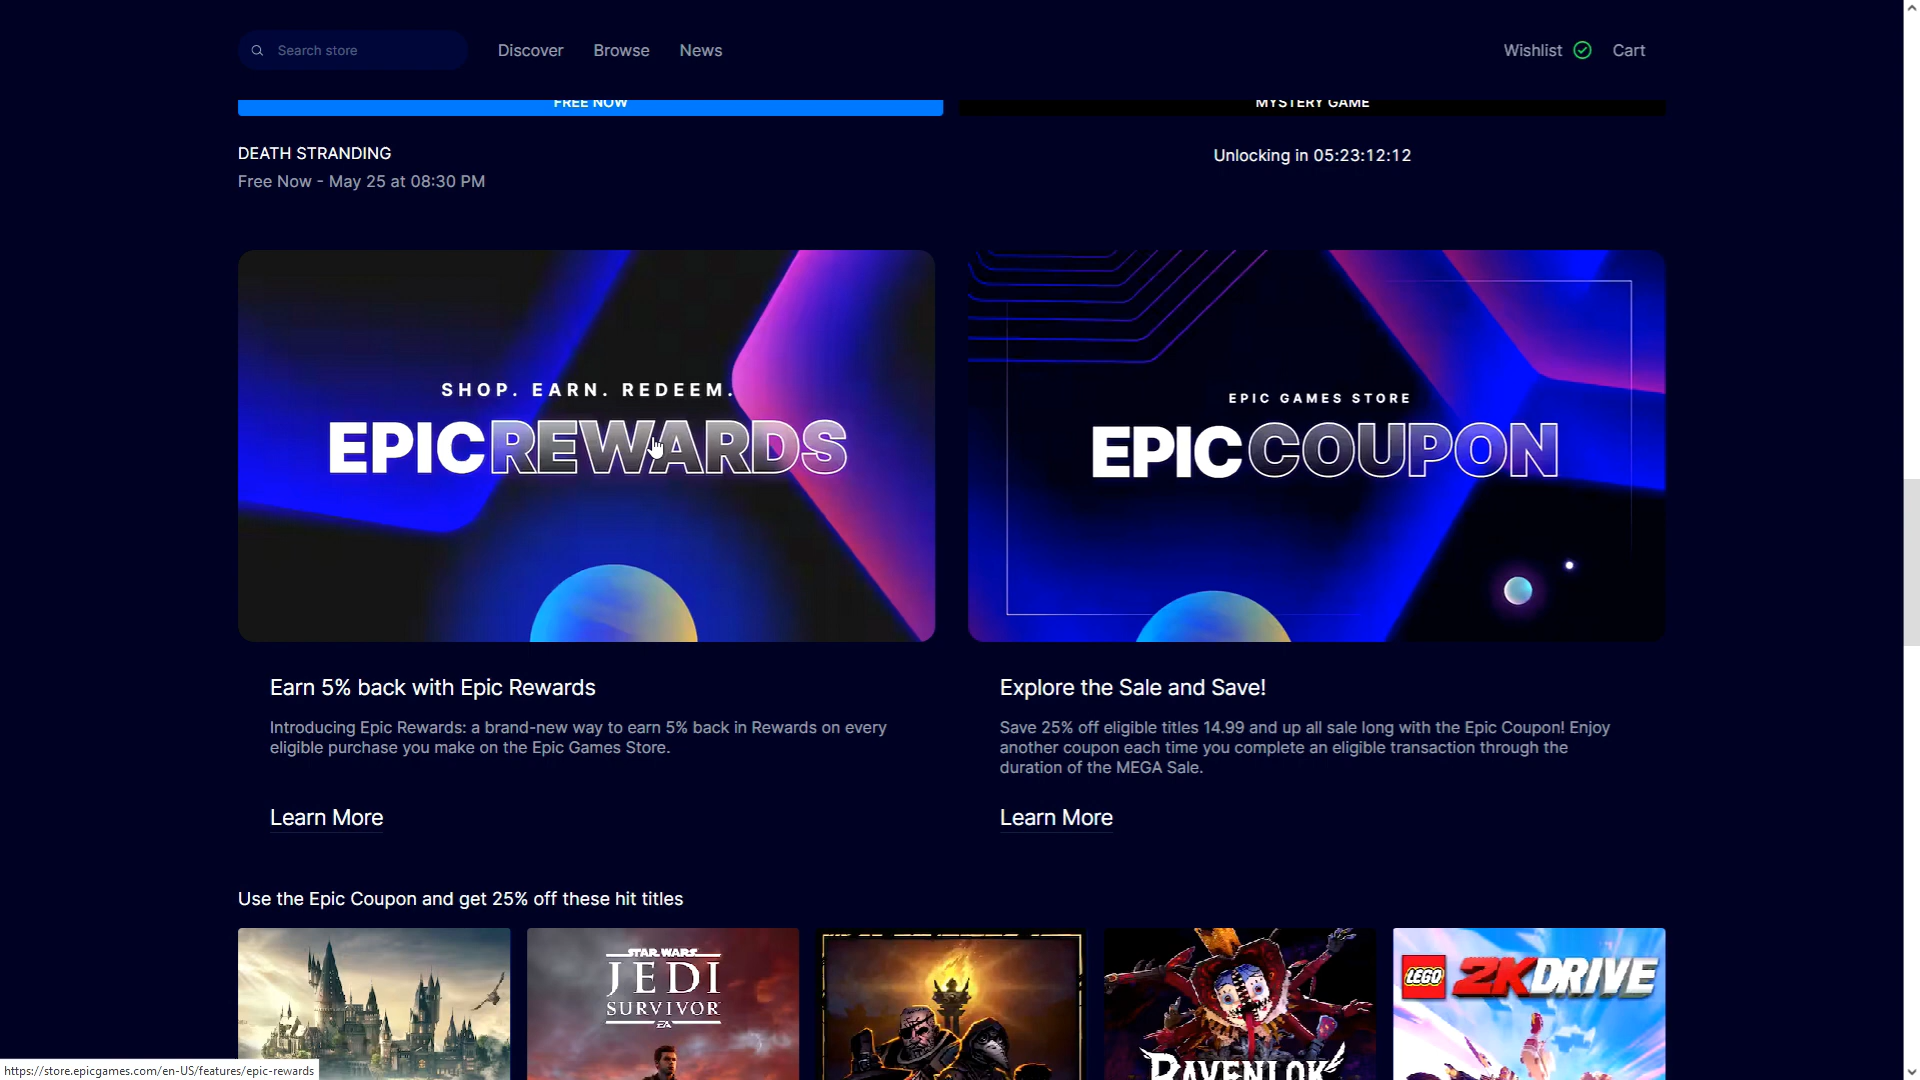 Search store
Discover
Browse
News
Wishlist
Cart
FREE NOW
MYSTERY GAME
DEATH STRANDING
Free Now - May 25 at 08:30 PM
Unlocking in 05:23:12:12
SHOP. EARN. REDEEM.
EPICREWARDS
EPIC GAMES STORE
EPICCOUPON
Earn 5% back with Epic Rewards
Introducing Epic Rewards: a brand-new way to earn 5% back in Rewards on every
eligible purchase you make on the Epic Games Store.
Learn More
Explore the Sale and Save!
Save 25% off eligible titles 14.99 and up all sale long with the Epic Coupon! Enjoy
another coupon each time you complete an eligible transaction through the
duration of the MEGA Sale.
Learn More
Use the Epic Coupon and get 25% off these hit titles
STAR WARS
JEDI
SURVIVOR
EA
RAVENLOK
LEGO 2KDRIVE
https://store.epicgames.com/en-US/features/epic-rewards